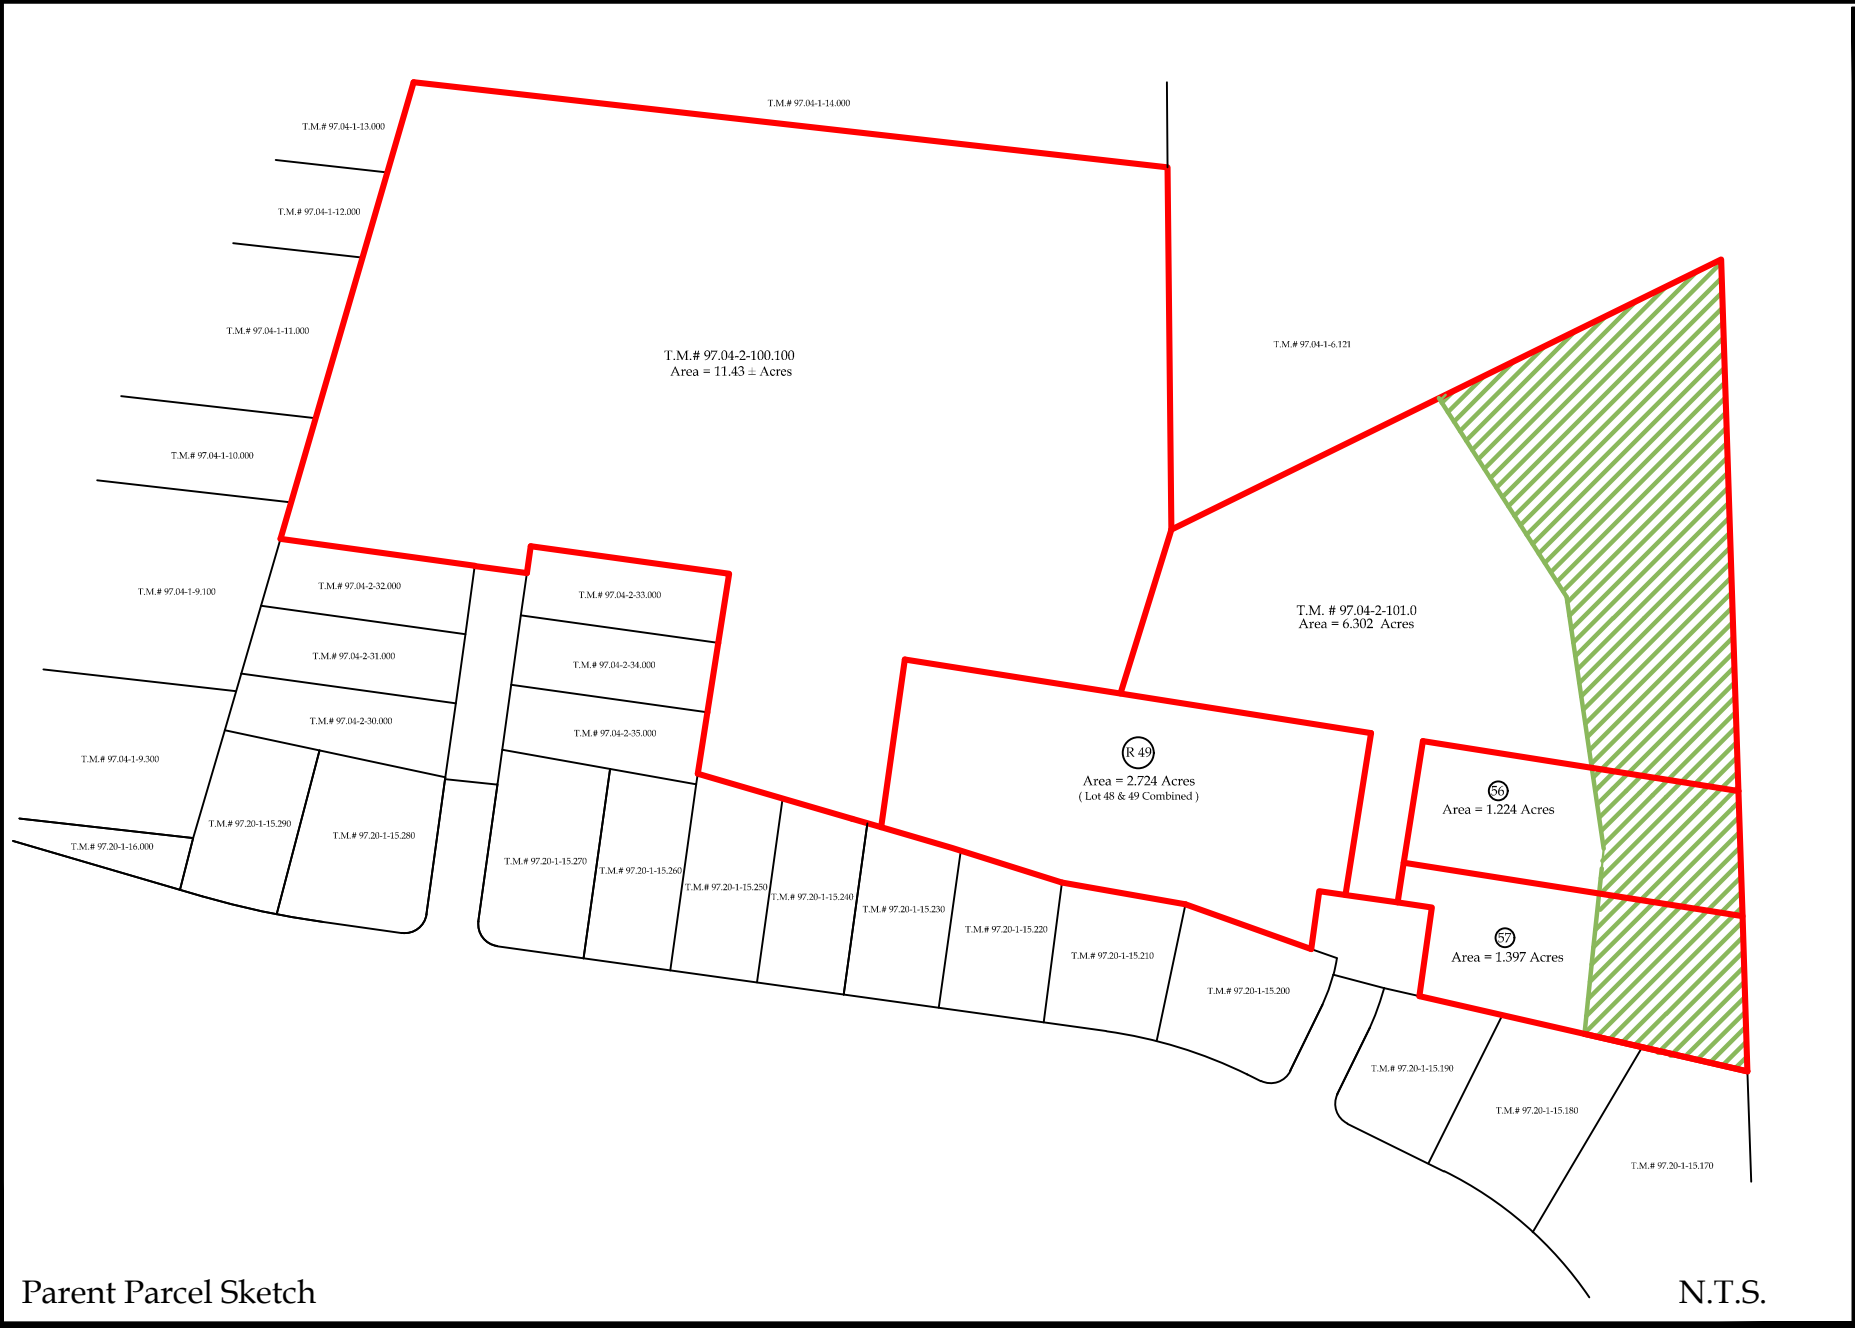 T.M.# 97.04-1-14.000
T.M.# 97.04-1-13.000
T.M.# 97.04-1-12.000
T.M.# 97.04-1-11.000
T.M.# 97.04-1-6.121
T.M.# 97.04-2-100.100
Area = 11.43 ± Acres
T.M.# 97.04-1-10.000
T.M.# 97.04-1-9.100
T.M.# 97.04-2-32.000
T.M.# 97.04-2-33.000
T.M. # 97.04-2-101.0
Area = 6.302 Acres
T.M.# 97.04-2-31.000
T.M.# 97.04-2-34.000
T.M.# 97.04-2-30.000
T.M.# 97.04-2-35.000
T.M.# 97.04-1-9.300
R 49
Area = 2.724 Acres
( Lot 48 & 49 Combined )
56
Area = 1.224 Acres
T.M.# 97.20-1-15.290
T.M.# 97.20-1-15.280
T.M.# 97.20-1-16.000
T.M.# 97.20-1-15.270
T.M.# 97.20-1-15.260
T.M.# 97.20-1-15.250
T.M.# 97.20-1-15.240
T.M.# 97.20-1-15.230
T.M.# 97.20-1-15.220
T.M.# 97.20-1-15.210
57
Area = 1.397 Acres
T.M.# 97.20-1-15.200
T.M.# 97.20-1-15.190
T.M.# 97.20-1-15.180
T.M.# 97.20-1-15.170
Parent Parcel Sketch
N.T.S.